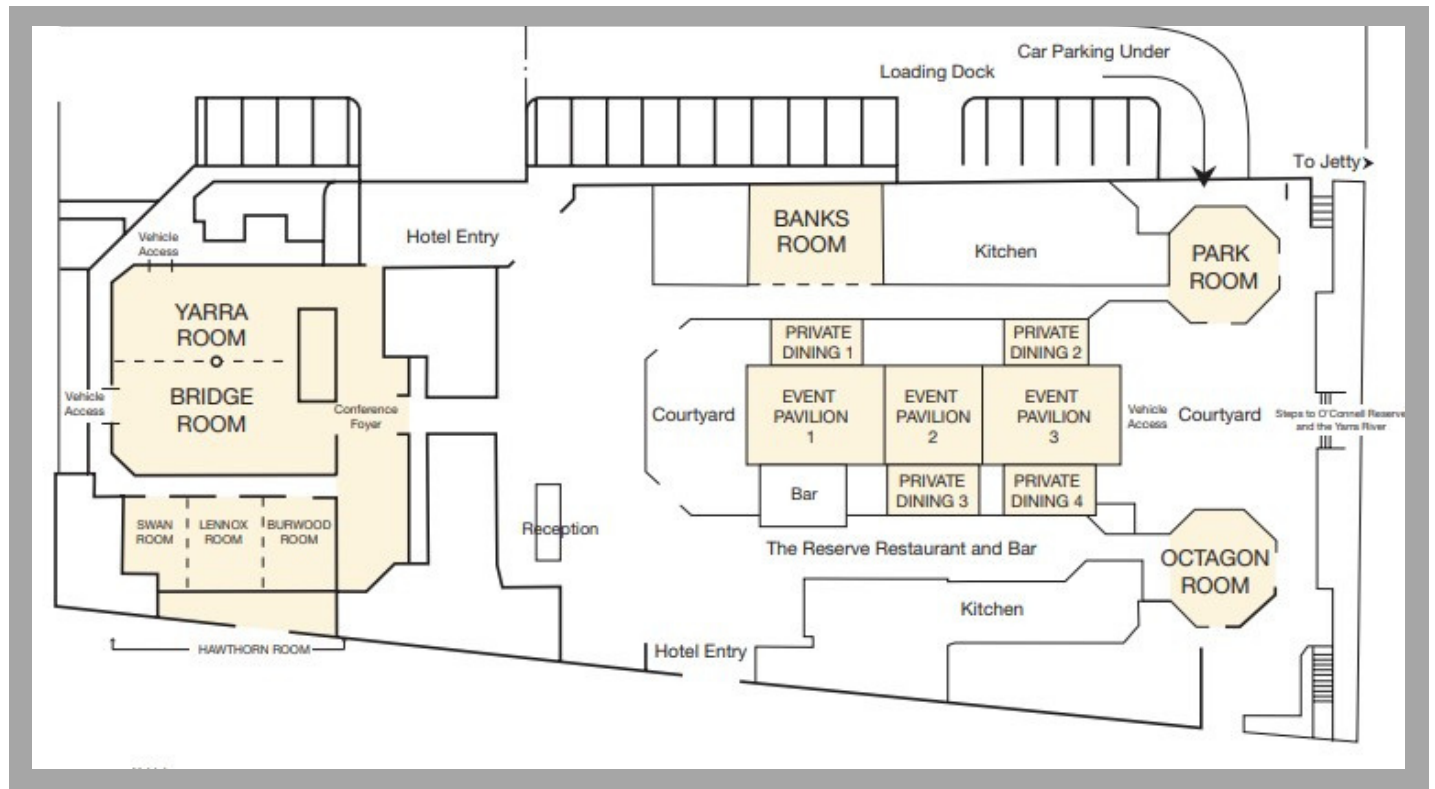 Car Parking Under
Loading Dock
To Jetty
BANKS
ROOM
Vehicle
Access
Hotel Entry
Kitchen
PARK
ROOM
YARRA
ROOM
PRIVATE
DINING 1
PRIVATE
DINING 2
BRIDGE
ROOM
Vehicle
Access
Conference
Foyer
Courtyard
EVENT
PAVILION
1
EVENT
PAVILION
2
EVENT
PAVILION
3
Vehicle
Access
Courtyard
Steps to O'Connell Reserve
and the Yarra River
Bar
PRIVATE
DINING 3
PRIVATE
DINING 4
SWAN
ROOM
LENNOX
ROOM
BURWOOD
ROOM
Reception
The Reserve Restaurant and Bar
OCTAGON
ROOM
Kitchen
HAWTHORN ROOM
Hotel Entry